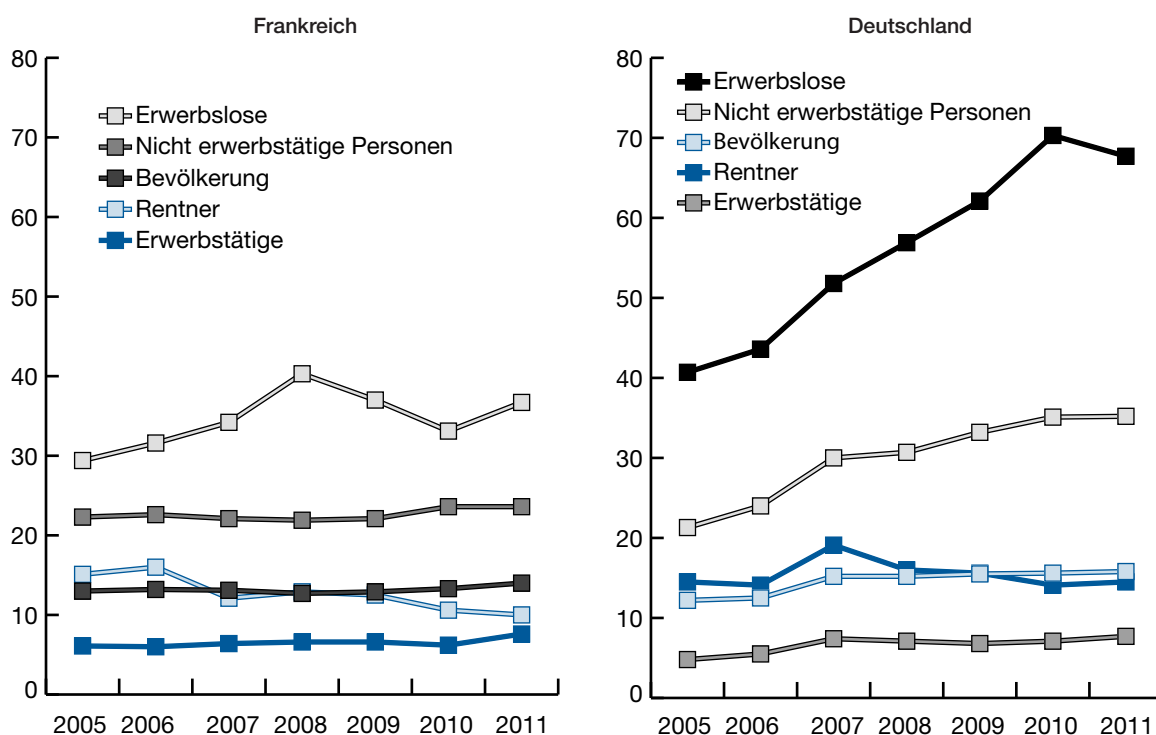 Frankreich
80
70
60
50
40
30
20
10
0
Erwerbslose
Nicht erwerbstätige Personen
Bevölkerung
Rentner
Erwerbstätige
2005 2006 2007 2008 2009 2010 2011
Deutschland
80
70
60
50
40
30
20
10
0
Erwerbslose
Nicht erwerbstätige Personen
Bevölkerung
Rentner
Erwerbstätige
2005 2006 2007 2008 2009 2010 2011